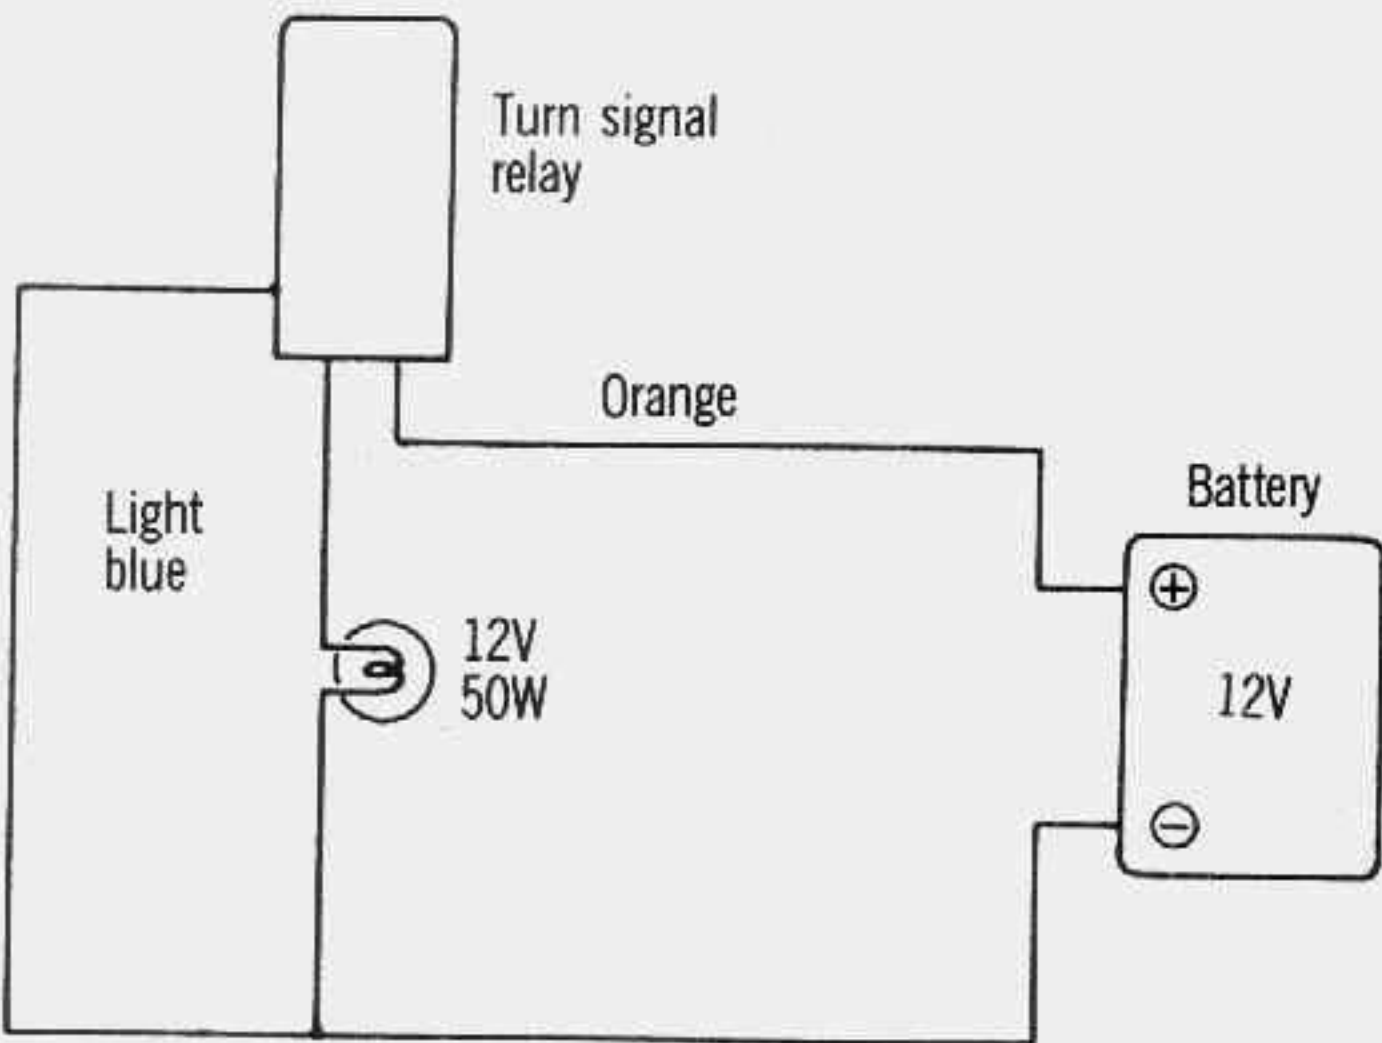 Turn signal
relay
Orange
Battery
Light
blue
12V
50W
+
12V
−